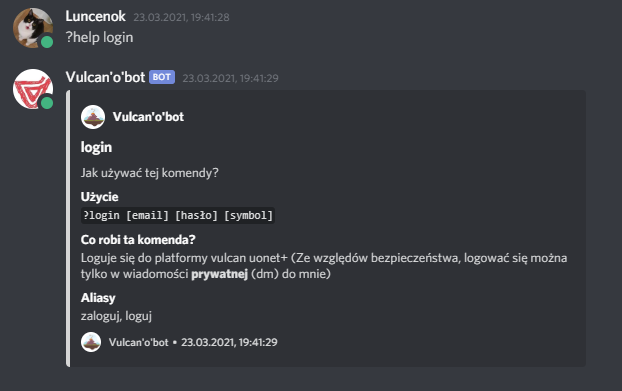 Luncenok 23.03.2021, 19:41:28
?help login
Vulcan'o'bot BOT 23.03.2021, 19:41:29
Vulcan'o'bot
login
Jak używać tej komendy?
Użycie
?login [email] [hasło] [symbol]
Co robi ta komenda?
Loguje się do platformy vulcan uonet+ (Ze względów bezpieczeństwa, logować się można
tylko w wiadomości prywatnej (dm) do mnie)
Aliasy
zaloguj, loguj
Vulcan'o'bot • 23.03.2021, 19:41:29